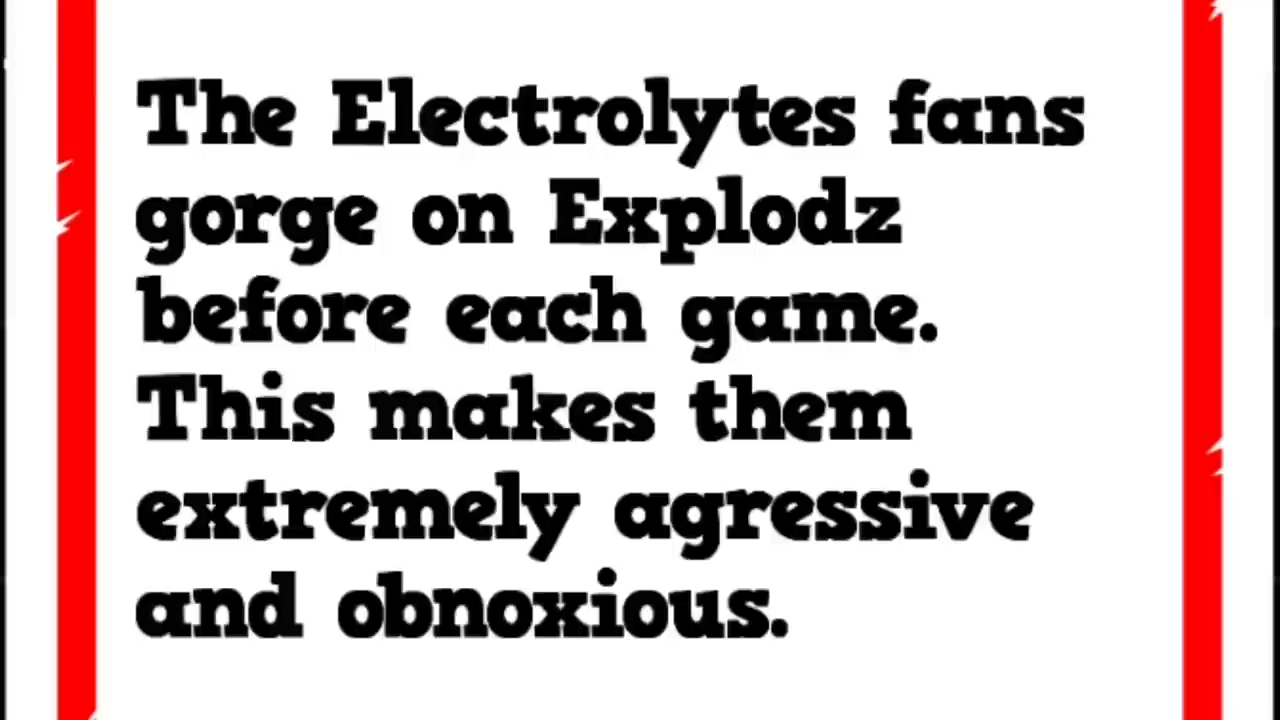 The Electrolytes fans
gorge on Explodz
before each game.
This makes them
extremely agressive
and obnoxious.